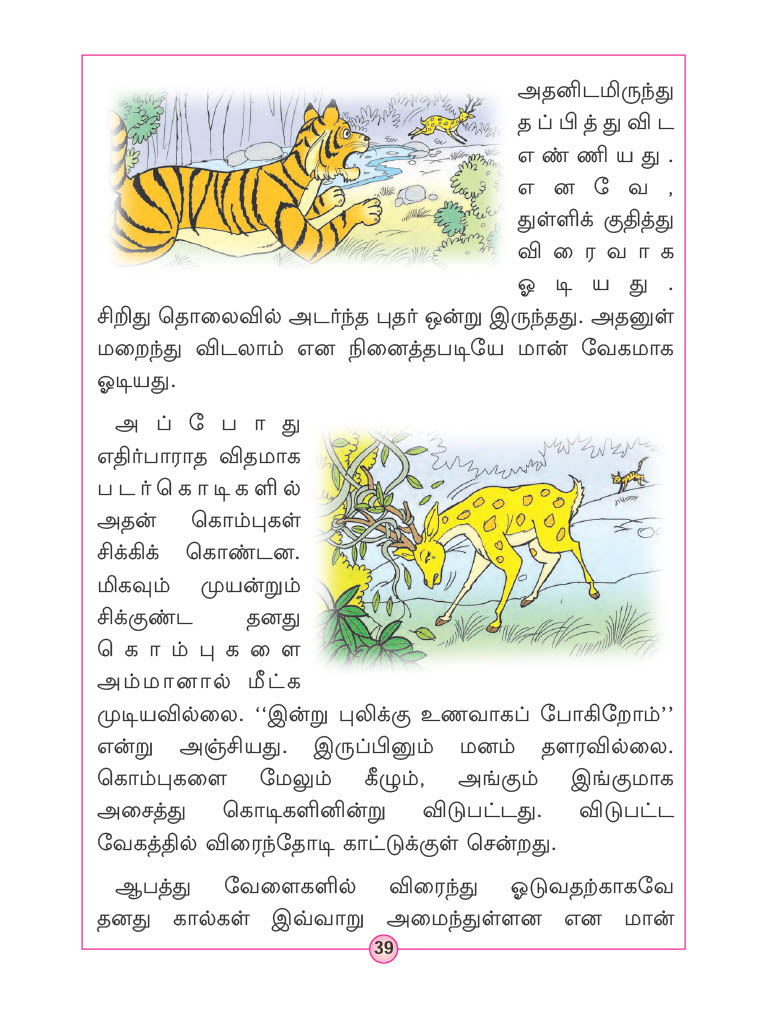 அதனிடமிருந்து
தப்பித்துவிட
எண்ணியது.
எனவே,
துள்ளிக் குதித்து
விரைவாக
ஓடியது.
சிறிது தொலைவில் அடர்ந்த புதர் ஒன்று இருந்தது. அதனுள்
மறைந்து விடலாம் என நினைத்தபடியே மான் வேகமாக
ஓடியது.
அப்போது
எதிர்பாராத விதமாக
படர்கொடிகளில்
அதன் கொம்புகள்
சிக்கிக் கொண்டன.
மிகவும் முயன்றும்
சிக்குண்ட தனது
கொம்புகளை
அம்மானால் மீட்க
முடியவில்லை. ‘‘இன்று புலிக்கு உணவாகப் போகிறோம்’’
என்று அஞ்சியது. இருப்பினும் மனம் தளரவில்லை.
கொம்புகளை மேலும் கீழும், அங்கும் இங்குமாக
அசைத்து கொடிகளினின்று விடுபட்டது. விடுபட்ட
வேகத்தில் விரைந்தோடி காட்டுக்குள் சென்றது.
ஆபத்து வேளைகளில் விரைந்து ஓடுவதற்காகவே
தனது கால்கள் இவ்வாறு அமைந்துள்ளன என மான்
39